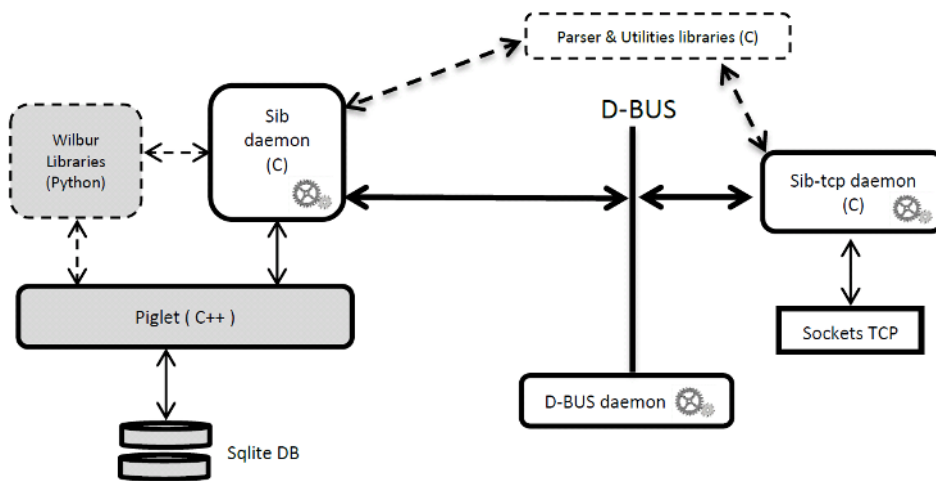 Parser & Utilities libraries (C)
D-BUS
Sib
daemon
(C)
Wilbur
Libraries
(Python)
Sib-tcp daemon
(C)
Piglet ( C++ )
Sockets TCP
D-BUS daemon
Sqlite DB